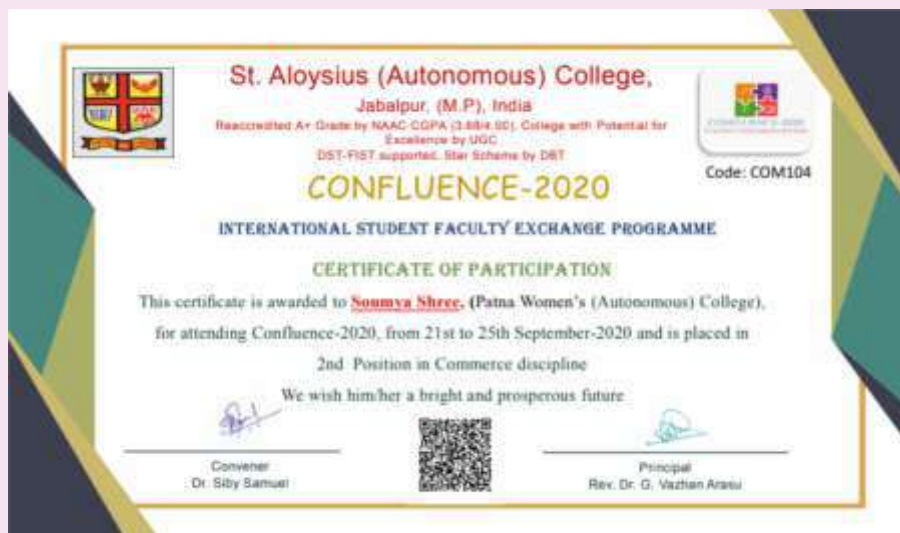 St. Aloysius (Autonomous) College,
Jabalpur, (M.P), India
Reaccredited A+ Grade by NAAC CGPA (3.68/4.00), College with Potential for
Excellence by UGC
DST-FIST supported, Star Scheme by DBT
Code: COM104
CONFLUENCE-2020
INTERNATIONAL STUDENT FACULTY EXCHANGE PROGRAMME
CERTIFICATE OF PARTICIPATION
This certificate is awarded to Soumya Shree, (Patna Women's (Autonomous) College),
for attending Confluence-2020, from 21st to 25th September-2020 and is placed in
2nd Position in Commerce discipline
We wish him/her a bright and prosperous future
Convener
Dr. Siby Samuel
Principal
Rev. Dr. G. Vazhan Arasu